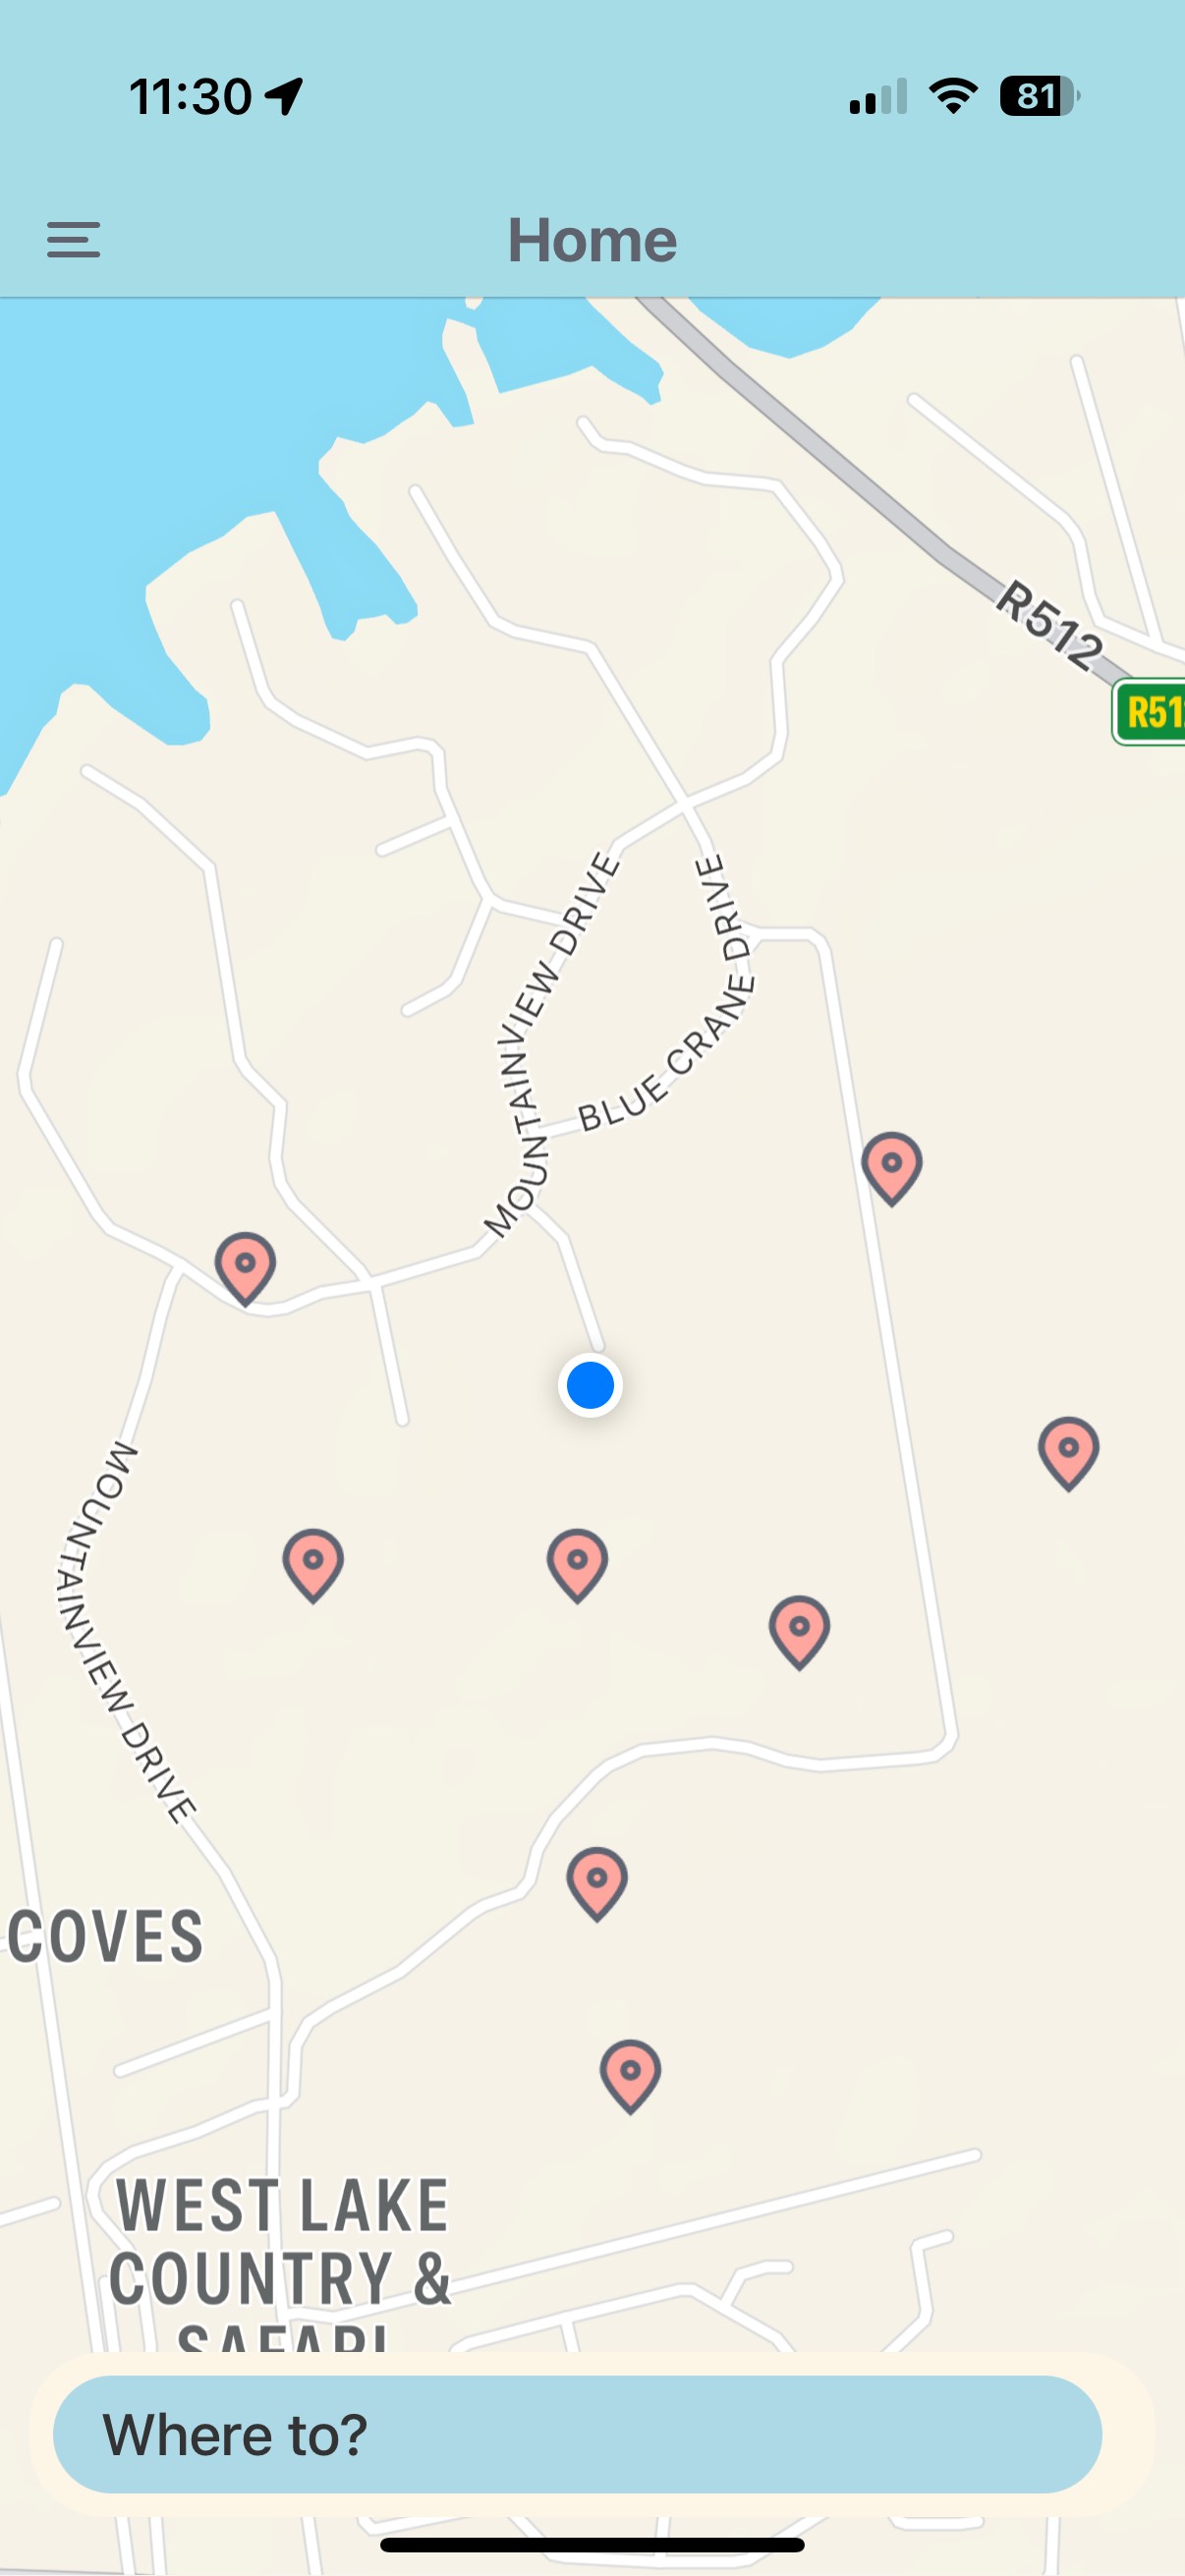 11:30
81
Home
R512
R51
MOUNTAINVIEW DRIVE
BLUE CRANE DRIVE
MOUNTAINVIEW DRIVE
COVES
WEST LAKE
COUNTRY &
SAFARI
Where to?